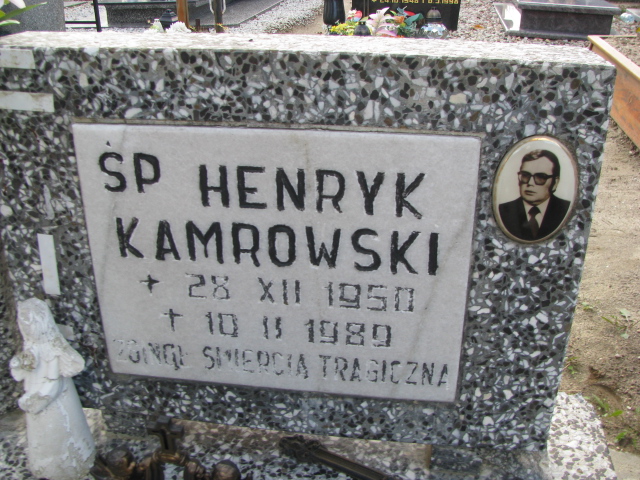 ŚP HENRYK
KAMROWSKI
+ 28 XII 1950
+ 10 II 1989
ZGINĄŁ ŚMIERCIĄ TRAGICZNĄ